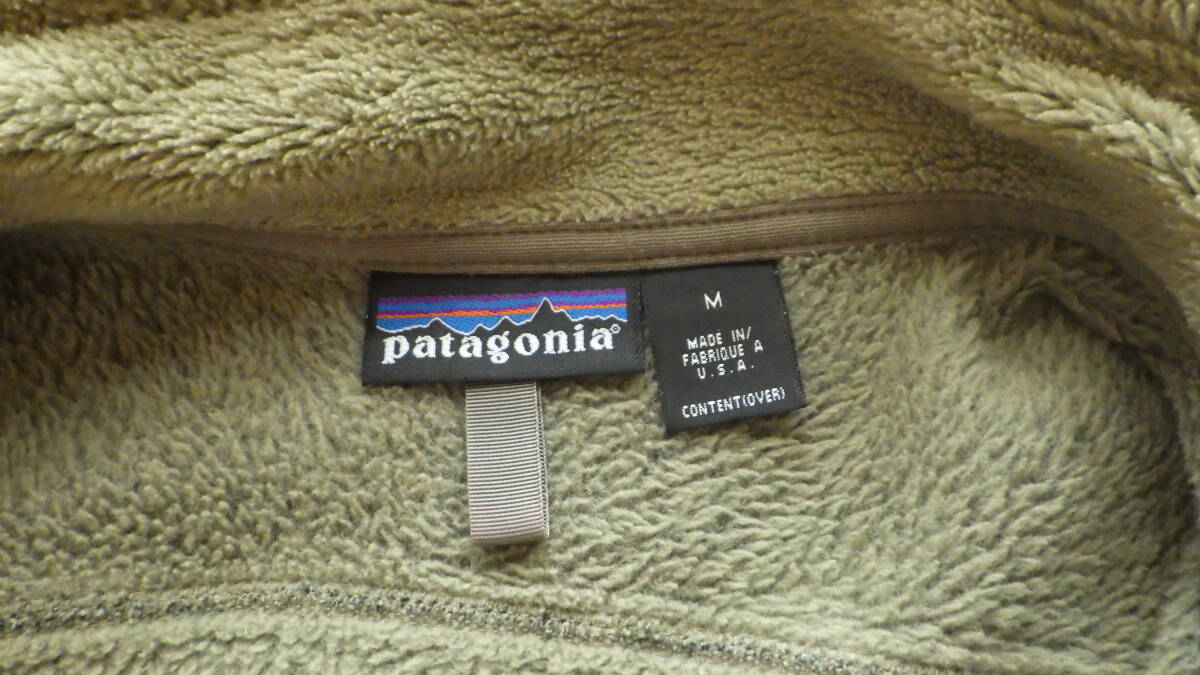 patagonia®
M
MADE IN/
FABRIQUE A
U.S.A.
CONTENT(OVER)